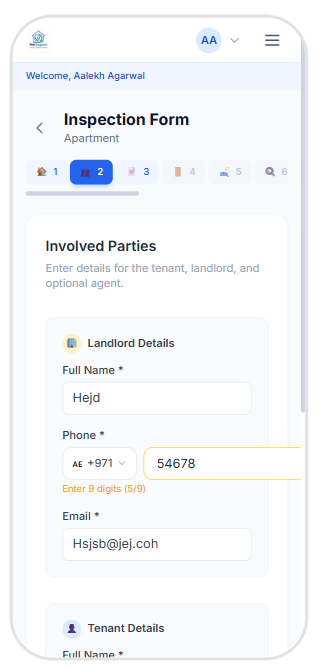 AA
Welcome, Aalekh Agarwal
Inspection Form
Apartment
1 2 3 4 5 6
Involved Parties
Enter details for the tenant, landlord, and
optional agent.
Landlord Details
Full Name *
Hejd
Phone *
AE +971 54678
Enter 9 digits (5/9)
Email *
Hsjsb@jej.coh
Tenant Details
Full Name *